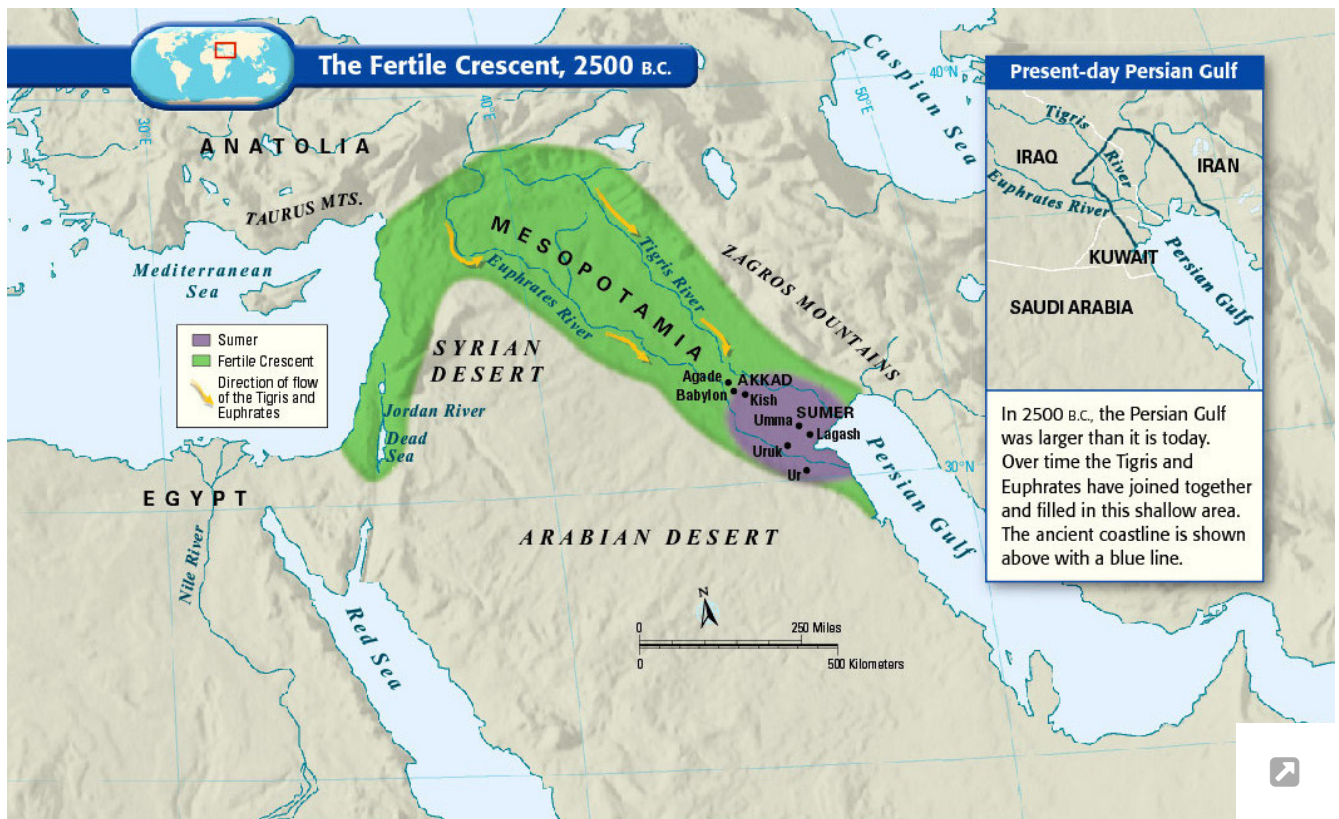 The Fertile Crescent, 2500 B.C.
Caspian Sea
40°N
50°E
40°E
30°E
ANATOLIA
TAURUS MTS.
Mediterranean
Sea
MESOPOTAMIA
Tigris River
Euphrates River
ZAGROS MOUNTAINS
Sumer
Fertile Crescent
Direction of flow
of the Tigris and
Euphrates
SYRIAN
DESERT
Jordan River
Dead
Sea
Agade
AKKAD
Babylon
Kish
Umma
SUMER
Lagash
Uruk
Ur
30°N
Persian Gulf
EGYPT
Nile River
Red Sea
ARABIAN DESERT
N
0 250 Miles
0 500 Kilometers
Present-day Persian Gulf
Tigris
River
IRAQ
IRAN
Euphrates River
KUWAIT
Persian Gulf
SAUDI ARABIA
In 2500 B.C., the Persian Gulf
was larger than it is today.
Over time the Tigris and
Euphrates have joined together
and filled in this shallow area.
The ancient coastline is shown
above with a blue line.